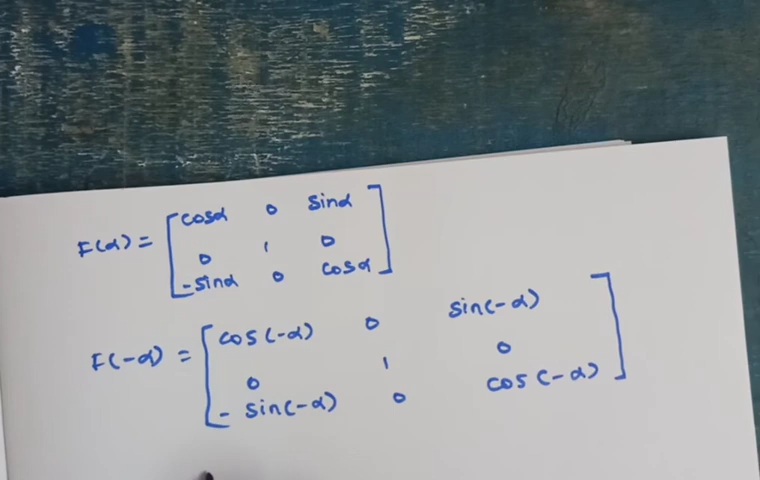 cosα 0 sinα
F(α) = 0 1 0
-sinα 0 cosα
cos(-α) 0 sin(-α)
F(-α) = 0 1 0
- sin(-α) 0 cos(-α)